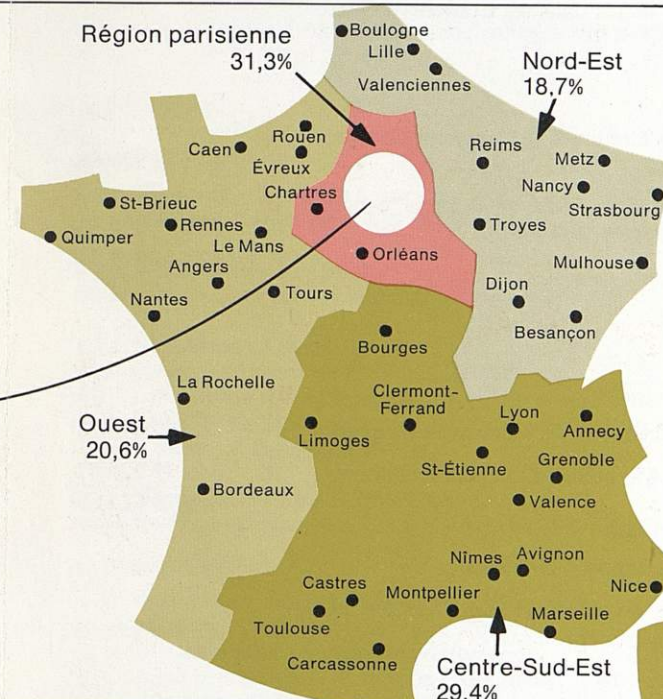 Région parisienne
31,3%
Boulogne
Lille
Valenciennes
Nord-Est
18,7%
Rouen
Caen
Évreux
Reims
Metz
Chartres
Nancy
Strasbourg
St-Brieuc
Rennes
Troyes
Quimper
Le Mans
Orléans
Mulhouse
Angers
Dijon
Nantes
Tours
Besançon
Bourges
La Rochelle
Clermont-
Ferrand
Lyon
Annecy
Ouest
20,6%
Limoges
St-Étienne
Grenoble
Bordeaux
Valence
Nîmes
Avignon
Castres
Montpellier
Nice
Toulouse
Marseille
Carcassonne
Centre-Sud-Est
29,4%